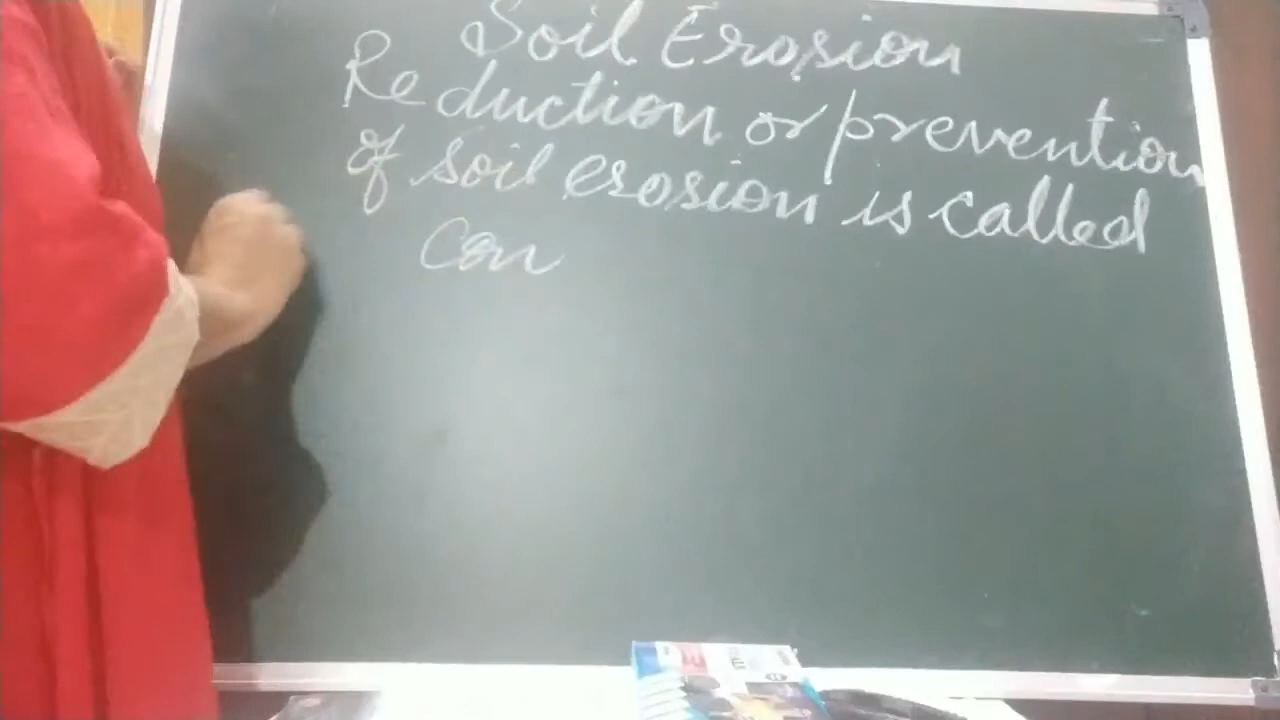 Soil Erosion
Reduction or prevention
of soil erosion is called
Con